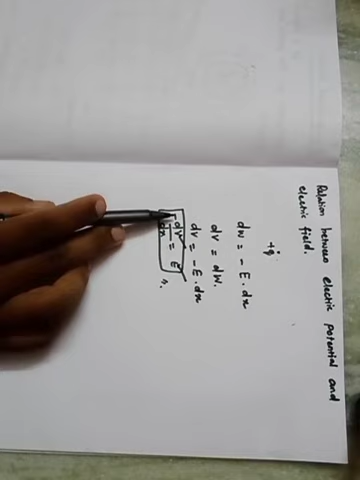 Relation between electric potential and
electric field.
+q
dw = - E . dx
dv = dw.
dv = - E . dx
- dv/dx = E ".